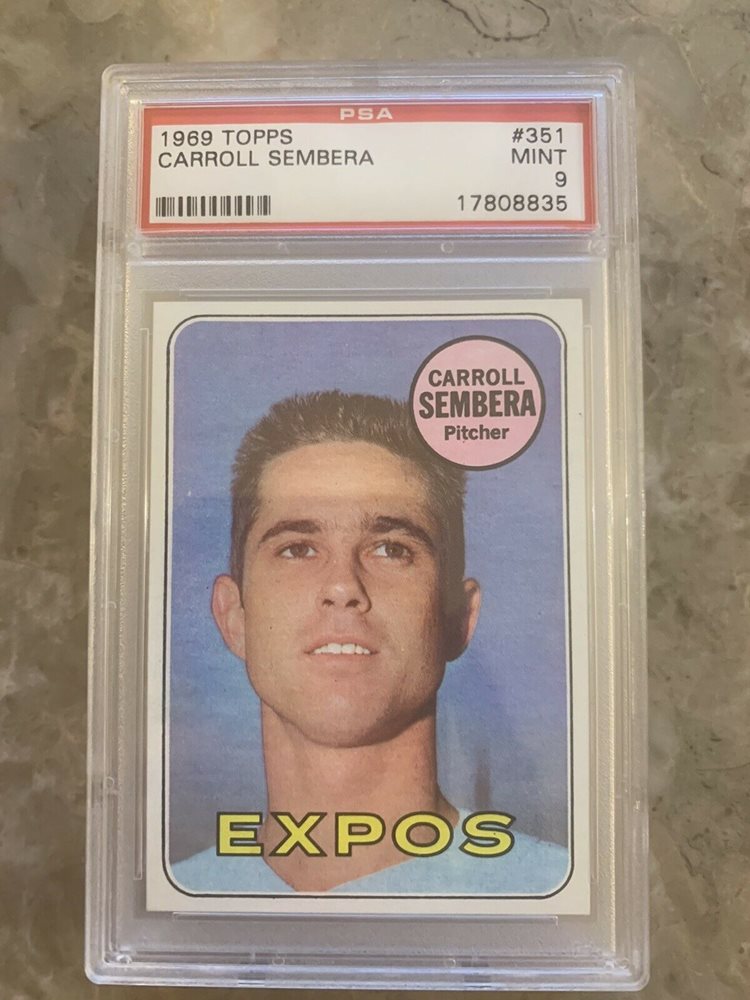 PSA
1969 TOPPS #351
CARROLL SEMBERA MINT
9
17808835
CARROLL
SEMBERA
Pitcher
EXPOS